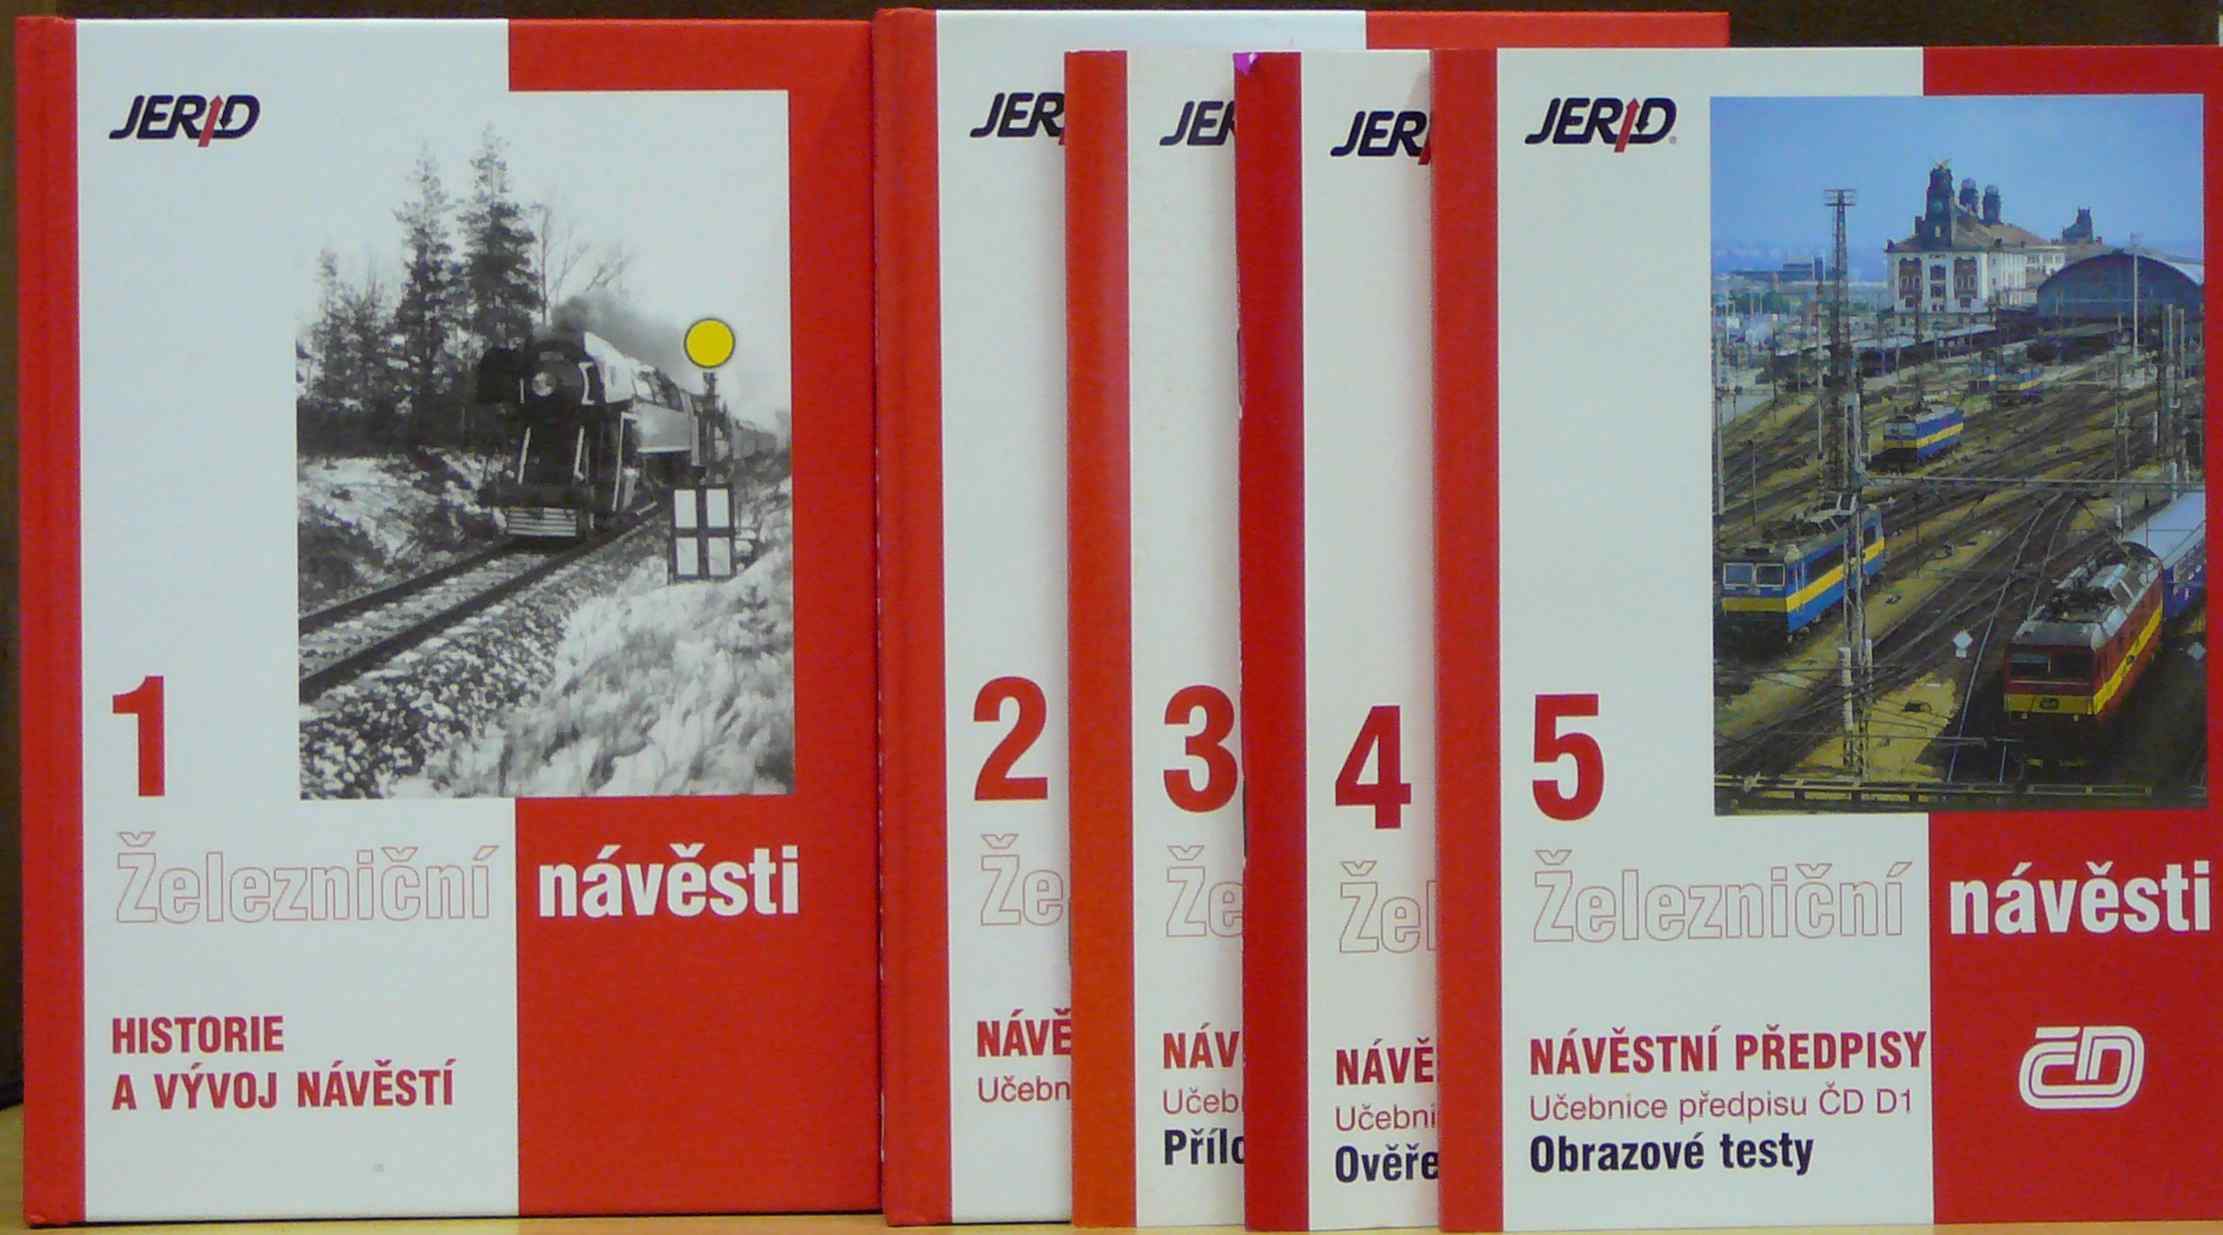 JERID
1
Železniční návěsti
HISTORIE
A VÝVOJ NÁVĚSTÍ
JER
2
Že
NÁVĚ
Učebn
JER
3
Že
NÁV
Učeb
Příl
JER
4
Žel
NÁVĚ
Učebni
Ověře
JERID
5
Železniční návěsti
NÁVĚSTNÍ PŘEDPISY
Učebnice předpisu ČD D1
Obrazové testy
ČD